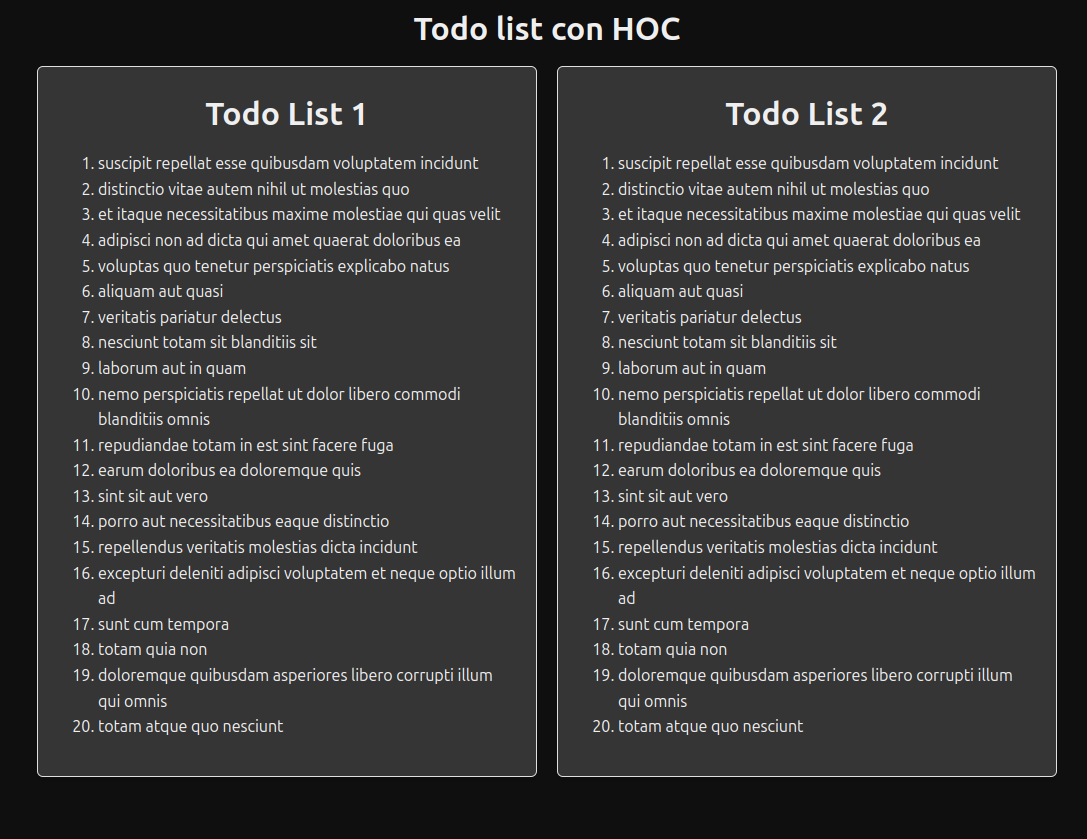 Todo list con HOC
Todo List 1
1. suscipit repellat esse quibusdam voluptatem incidunt
2. distinctio vitae autem nihil ut molestias quo
3. et itaque necessitatibus maxime molestiae qui quas velit
4. adipisci non ad dicta qui amet quaerat doloribus ea
5. voluptas quo tenetur perspiciatis explicabo natus
6. aliquam aut quasi
7. veritatis pariatur delectus
8. nesciunt totam sit blanditiis sit
9. laborum aut in quam
10. nemo perspiciatis repellat ut dolor libero commodi
blanditiis omnis
11. repudiandae totam in est sint facere fuga
12. earum doloribus ea doloremque quis
13. sint sit aut vero
14. porro aut necessitatibus eaque distinctio
15. repellendus veritatis molestias dicta incidunt
16. excepturi deleniti adipisci voluptatem et neque optio illum
ad
17. sunt cum tempora
18. totam quia non
19. doloremque quibusdam asperiores libero corrupti illum
qui omnis
20. totam atque quo nesciunt
Todo List 2
1. suscipit repellat esse quibusdam voluptatem incidunt
2. distinctio vitae autem nihil ut molestias quo
3. et itaque necessitatibus maxime molestiae qui quas velit
4. adipisci non ad dicta qui amet quaerat doloribus ea
5. voluptas quo tenetur perspiciatis explicabo natus
6. aliquam aut quasi
7. veritatis pariatur delectus
8. nesciunt totam sit blanditiis sit
9. laborum aut in quam
10. nemo perspiciatis repellat ut dolor libero commodi
blanditiis omnis
11. repudiandae totam in est sint facere fuga
12. earum doloribus ea doloremque quis
13. sint sit aut vero
14. porro aut necessitatibus eaque distinctio
15. repellendus veritatis molestias dicta incidunt
16. excepturi deleniti adipisci voluptatem et neque optio illum
ad
17. sunt cum tempora
18. totam quia non
19. doloremque quibusdam asperiores libero corrupti illum
qui omnis
20. totam atque quo nesciunt